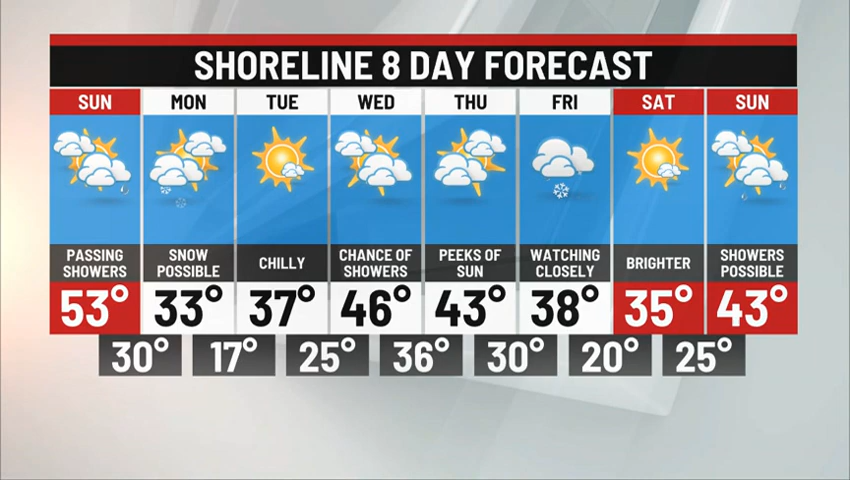 SHORELINE 8 DAY FORECAST
SUN MON TUE WED THU FRI SAT SUN
PASSING SHOWERS
SNOW POSSIBLE
CHILLY
CHANCE OF SHOWERS
PEEKS OF SUN
WATCHING CLOSELY
BRIGHTER
SHOWERS POSSIBLE
53° 33° 37° 46° 43° 38° 35° 43°
30° 17° 25° 36° 30° 20° 25°